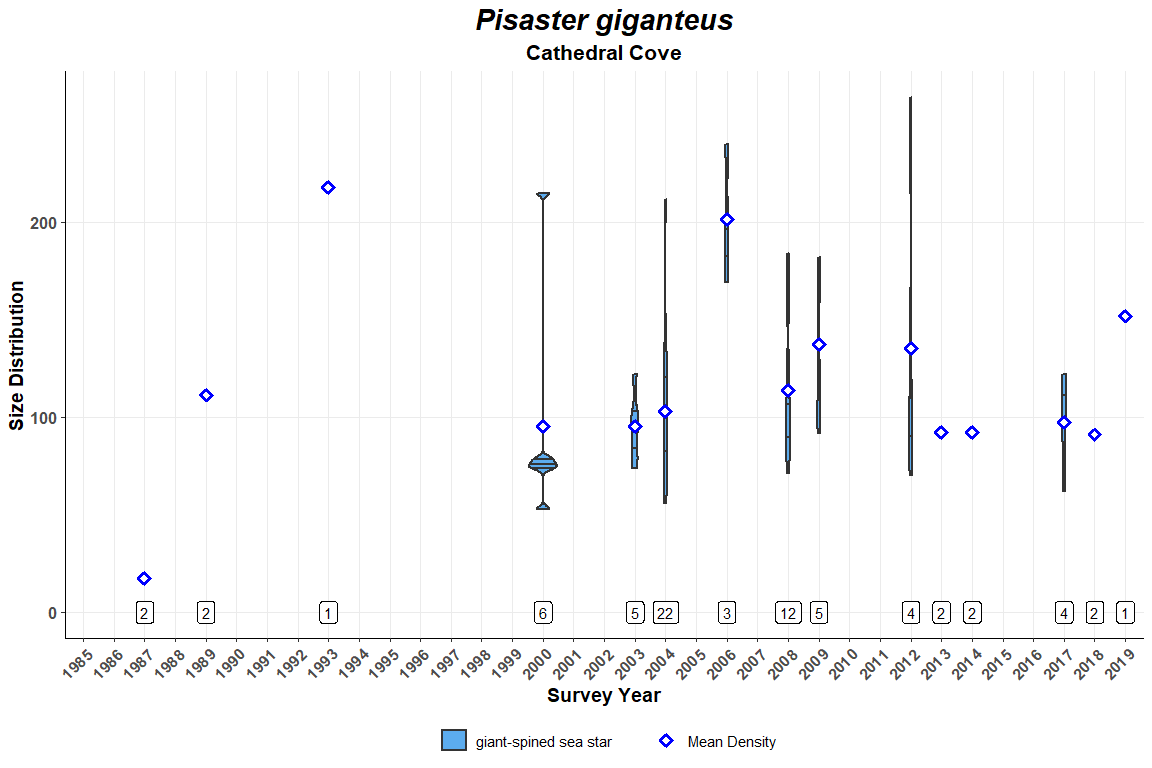 Pisaster giganteus
Cathedral Cove
Size Distribution
200
100
0
2 2 1 6 5 22 3 12 5 4 2 2 4 2 1
1985 1986 1987 1988 1989 1990 1991 1992 1993 1994 1995 1996 1997 1998 1999 2000 2001 2002 2003 2004 2005 2006 2007 2008 2009 2010 2011 2012 2013 2014 2015 2016 2017 2018 2019
Survey Year
giant-spined sea star Mean Density